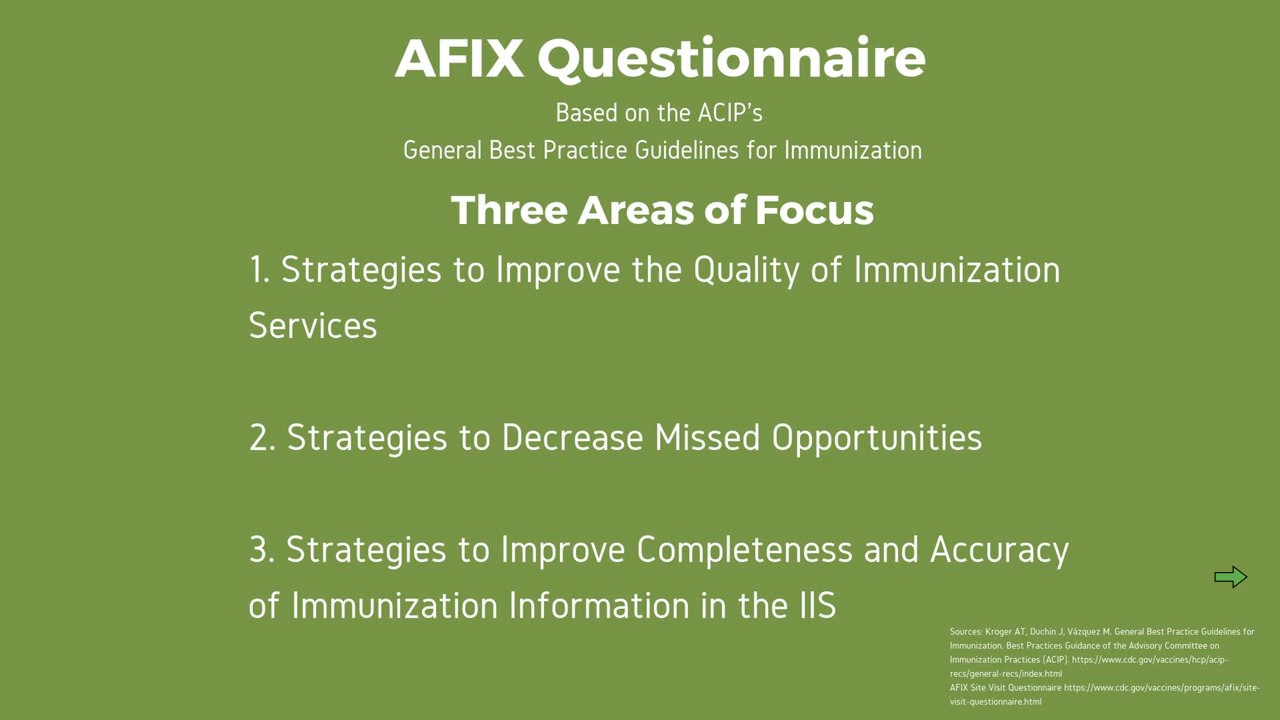 AFIX Questionnaire
Based on the ACIP's
General Best Practice Guidelines for Immunization
Three Areas of Focus
1. Strategies to Improve the Quality of Immunization
Services
2. Strategies to Decrease Missed Opportunities
3. Strategies to Improve Completeness and Accuracy
of Immunization Information in the IIS
Sources: Kroger AT, Duchin J, Vázquez M. General Best Practice Guidelines for
Immunization. Best Practices Guidance of the Advisory Committee on
Immunization Practices (ACIP). https://www.cdc.gov/vaccines/hcp/acip-
recs/general-recs/index.html
AFIX Site Visit Questionnaire https://www.cdc.gov/vaccines/programs/afix/site-
visit-questionnaire.html